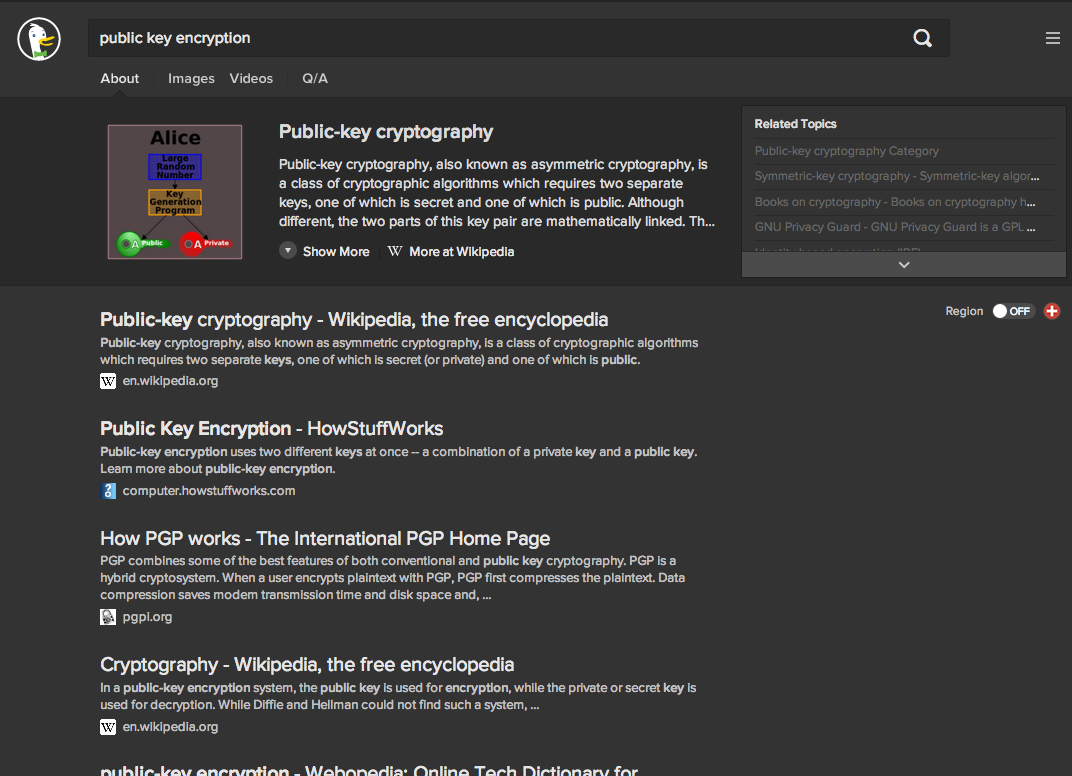 public key encryption
About Images Videos Q/A
Alice
Large
Random
Number
Key
Generation
Program
A Public
A Private
Public-key cryptography
Public-key cryptography, also known as asymmetric cryptography, is
a class of cryptographic algorithms which requires two separate
keys, one of which is secret and one of which is public. Although
different, the two parts of this key pair are mathematically linked. Th...
Show More W More at Wikipedia
Related Topics
Public-key cryptography Category
Symmetric-key cryptography - Symmetric-key algor...
Books on cryptography - Books on cryptography h...
GNU Privacy Guard - GNU Privacy Guard is a GPL ...
Region OFF
Public-key cryptography - Wikipedia, the free encyclopedia
Public-key cryptography, also known as asymmetric cryptography, is a class of cryptographic algorithms
which requires two separate keys, one of which is secret (or private) and one of which is public.
W en.wikipedia.org
Public Key Encryption - HowStuffWorks
Public-key encryption uses two different keys at once -- a combination of a private key and a public key.
Learn more about public-key encryption.
computer.howstuffworks.com
How PGP works - The International PGP Home Page
PGP combines some of the best features of both conventional and public key cryptography. PGP is a
hybrid cryptosystem. When a user encrypts plaintext with PGP, PGP first compresses the plaintext. Data
compression saves modem transmission time and disk space and, ...
pgpi.org
Cryptography - Wikipedia, the free encyclopedia
In a public-key encryption system, the public key is used for encryption, while the private or secret key is
used for decryption. While Diffie and Hellman could not find such a system, ...
W en.wikipedia.org
public-key encryption - Webopedia: Online Tech Dictionary for